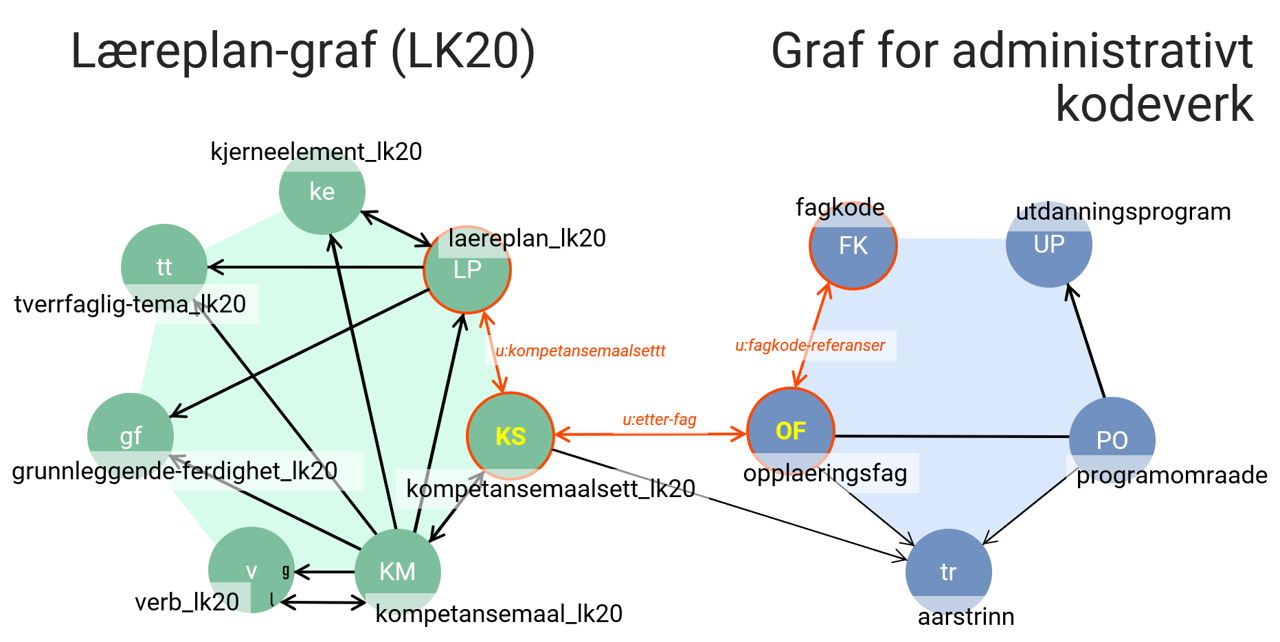 Læreplan-graf (LK20)
Graf for administrativt
kodeverk
kjerneelement_lk20
ke
laereplan_lk20
LP
tt
tverrfaglig-tema_lk20
u:kompetansemaalsettt
gf
grunnleggende-ferdighet_lk20
KS
kompetansemaalsett_lk20
u:etter-fag
v
g
l
verb_lk20
KM
kompetansemaal_lk20
fagkode
FK
utdanningsprogram
UP
u:fagkode-referanser
OF
opplaeringsfag
PO
programomraade
tr
aarstrinn